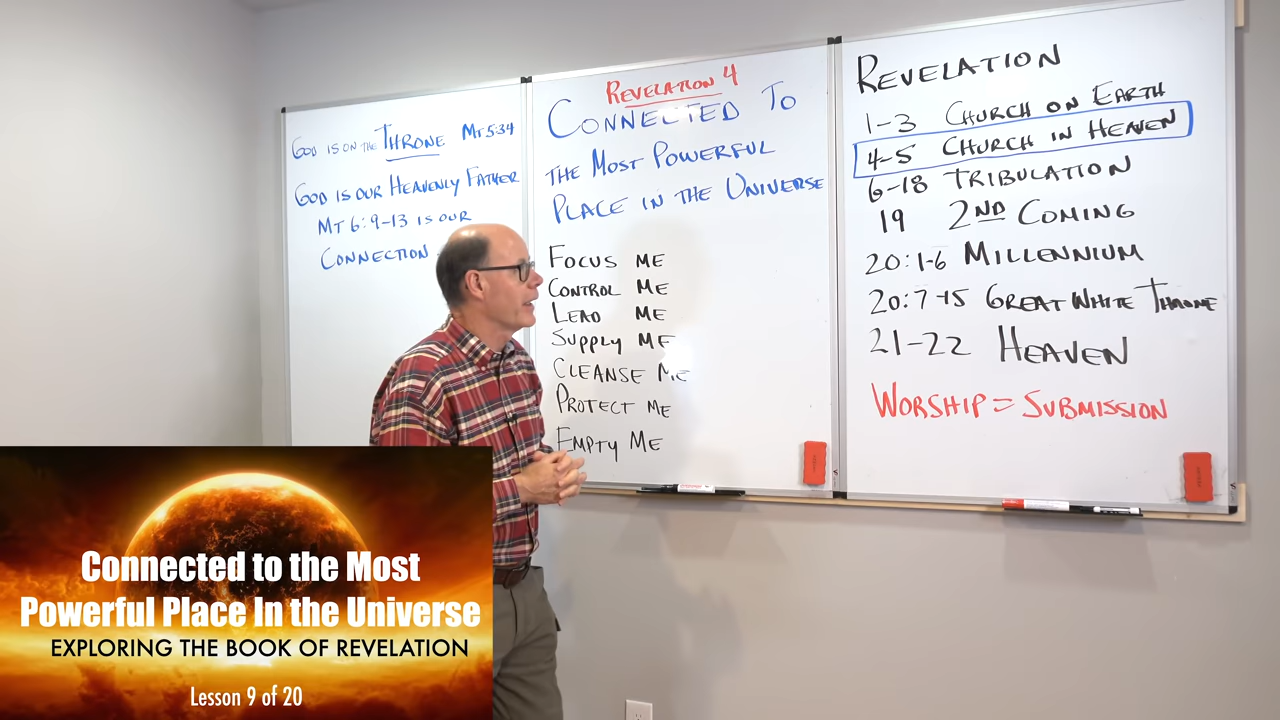 GOD IS ON THE THRONE MT 5:34
GOD IS OUR HEAVENLY FATHER
MT 6:9-13 IS OUR
CONNECTION
REVELATION 4
CONNECTED TO
THE MOST POWERFUL
PLACE IN THE UNIVERSE
FOCUS ME
CONTROL ME
LEAD ME
SUPPLY ME
CLEANSE ME
PROTECT ME
EMPTY ME
REVELATION
1-3 CHURCH ON EARTH
4-5 CHURCH IN HEAVEN
6-18 TRIBULATION
19 2ND COMING
20:1-6 MILLENNIUM
20:7-15 GREAT WHITE THRONE
21-22 HEAVEN
WORSHIP = SUBMISSION
Connected to the Most
Powerful Place In the Universe
EXPLORING THE BOOK OF REVELATION
Lesson 9 of 20